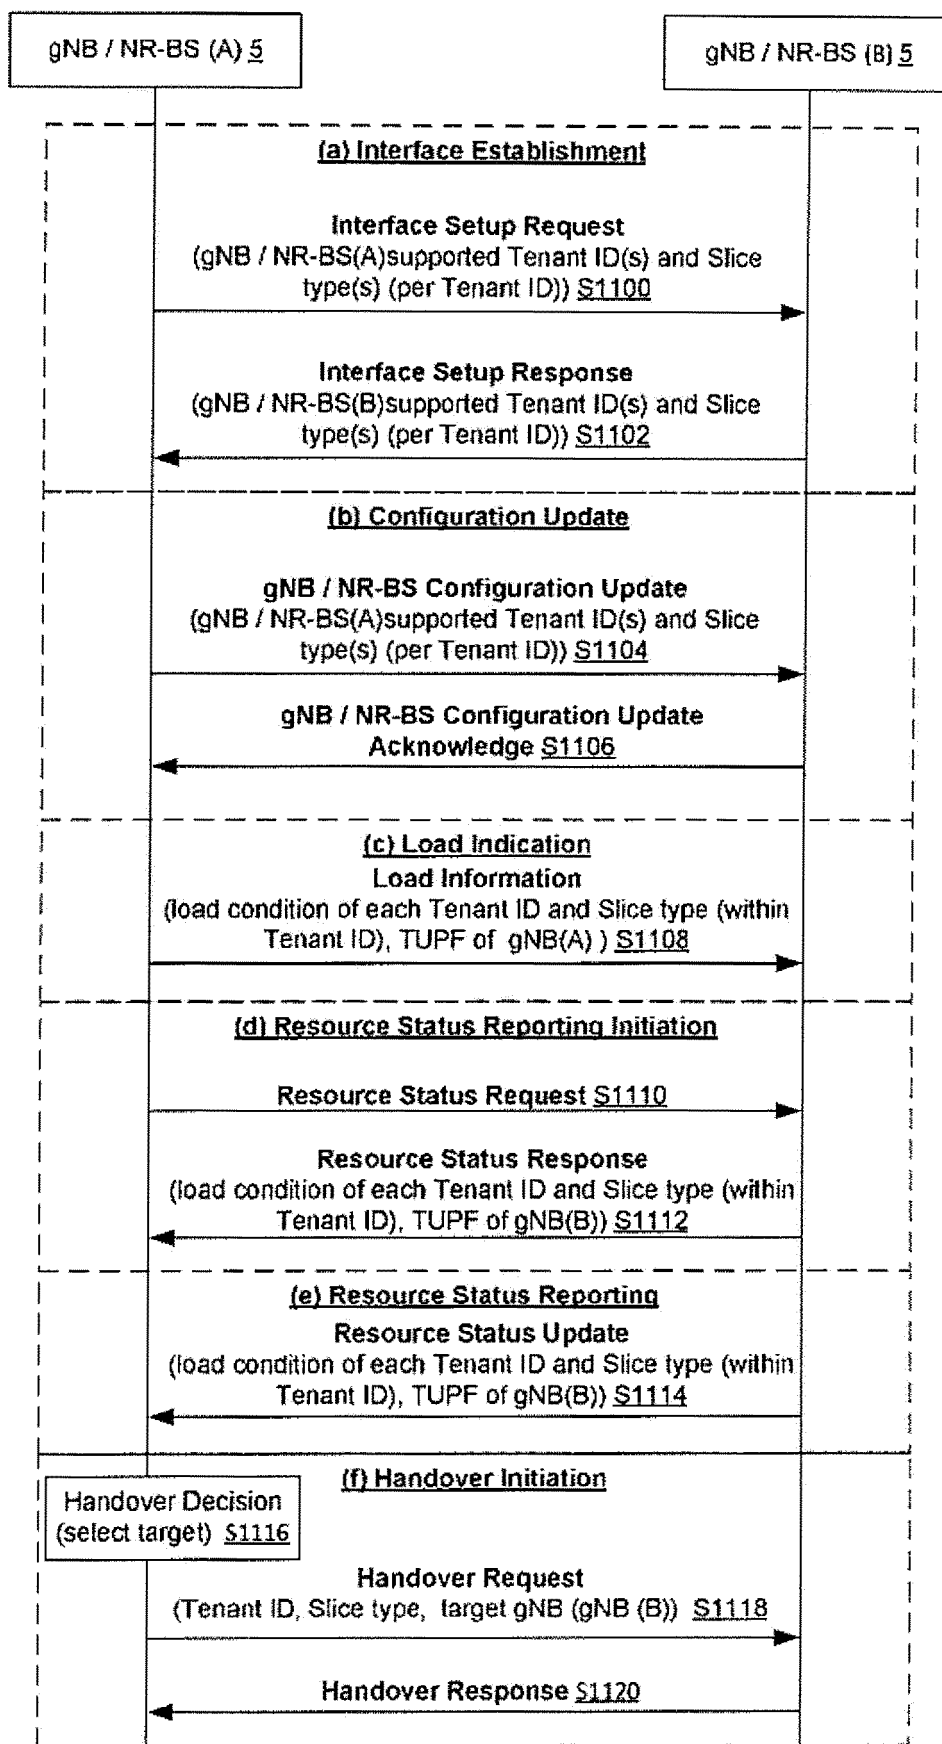 gNB / NR-BS (A) 5
gNB / NR-BS (B) 5
(a) Interface Establishment
Interface Setup Request
(gNB / NR-BS(A)supported Tenant ID(s) and Slice
type(s) (per Tenant ID)) S1100
Interface Setup Response
(gNB / NR-BS(B)supported Tenant ID(s) and Slice
type(s) (per Tenant ID)) S1102
(b) Configuration Update
gNB / NR-BS Configuration Update
(gNB / NR-BS(A)supported Tenant ID(s) and Slice
type(s) (per Tenant ID)) S1104
gNB / NR-BS Configuration Update
Acknowledge S1106
(c) Load Indication
Load Information
(load condition of each Tenant ID and Slice type (within
Tenant ID), TUPF of gNB(A) ) S1108
(d) Resource Status Reporting Initiation
Resource Status Request S1110
Resource Status Response
(load condition of each Tenant ID and Slice type (within
Tenant ID), TUPF of gNB(B)) S1112
(e) Resource Status Reporting
Resource Status Update
(load condition of each Tenant ID and Slice type (within
Tenant ID), TUPF of gNB(B)) S1114
(f) Handover Initiation
Handover Decision
(select target) S1116
Handover Request
(Tenant ID, Slice type, target gNB (gNB (B)) S1118
Handover Response S1120